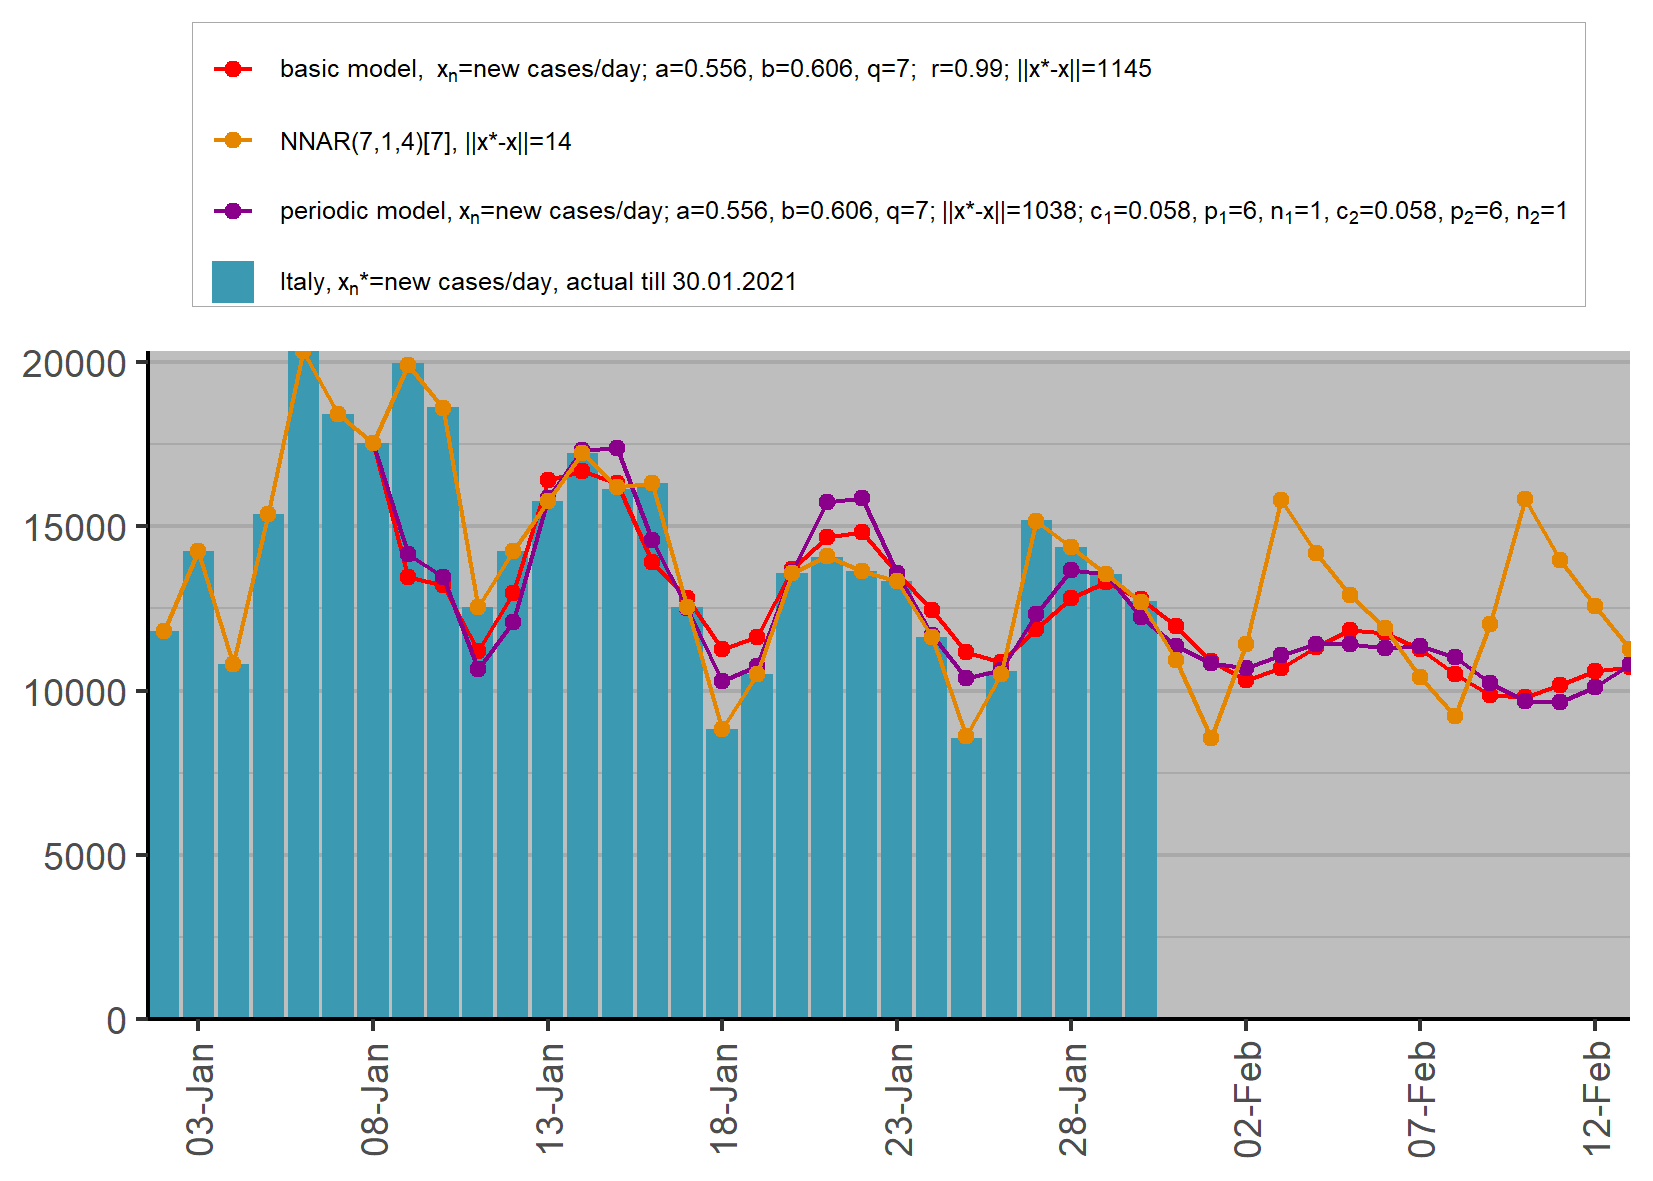 basic model, xₙ=new cases/day; a=0.556, b=0.606, q=7; r=0.99; ||x*-x||=1145
NNAR(7,1,4)[7], ||x*-x||=14
periodic model, xₙ=new cases/day; a=0.556, b=0.606, q=7; ||x*-x||=1038; c₁=0.058, p₁=6, n₁=1, c₂=0.058, p₂=6, n₂=1
Italy, xₙ*=new cases/day, actual till 30.01.2021
20000
15000
10000
5000
0
03-Jan
08-Jan
13-Jan
18-Jan
23-Jan
28-Jan
02-Feb
07-Feb
12-Feb